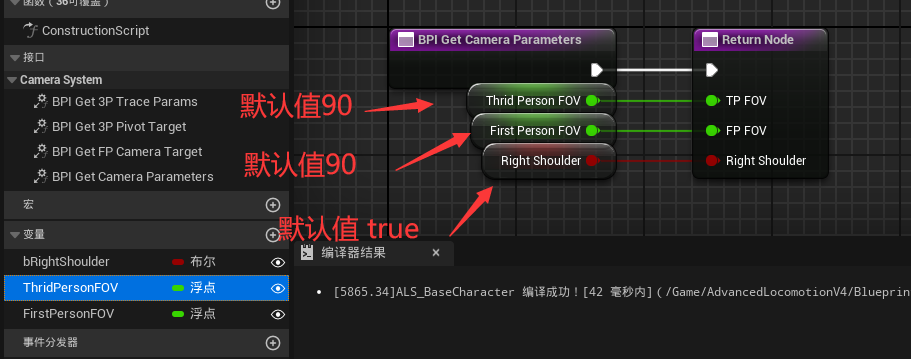 函数（36可覆盖）
ConstructionScript
接口
Camera System
BPI Get 3P Trace Params
BPI Get 3P Pivot Target
BPI Get FP Camera Target
BPI Get Camera Parameters
宏
变量
bRightShoulder 布尔
ThridPersonFOV 浮点
FirstPersonFOV 浮点
事件分发器
BPI Get Camera Parameters
Return Node
默认值90
Thrid Person FOV
TP FOV
First Person FOV
FP FOV
默认值90
Right Shoulder
Right Shoulder
默认值 true
编译器结果
[5865.34]ALS_BaseCharacter 编译成功！[42 毫秒内]（/Game/AdvancedLocomotionV4/Blueprin